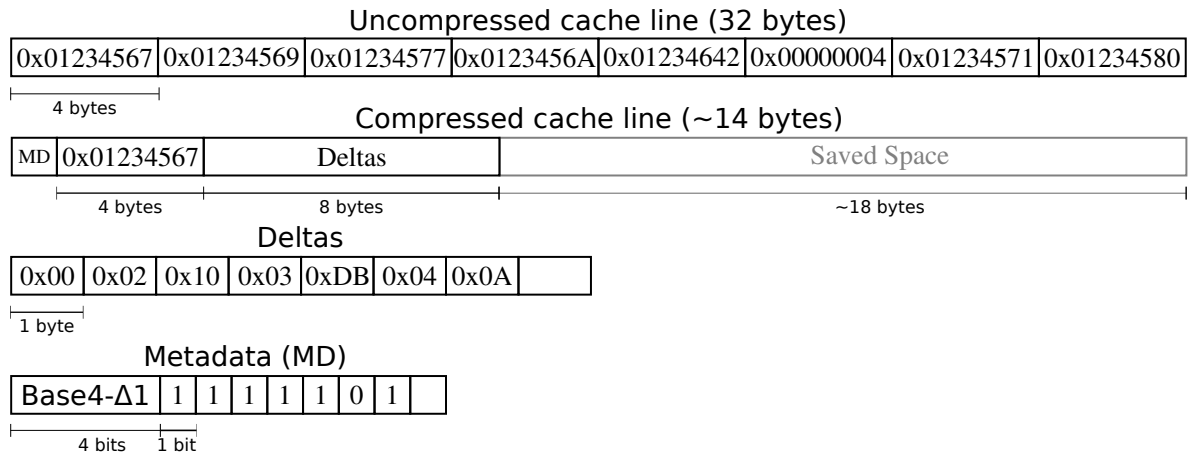 Uncompressed cache line (32 bytes)
0x01234567 0x01234569 0x01234577 0x0123456A 0x01234642 0x00000004 0x01234571 0x01234580
4 bytes
Compressed cache line (~14 bytes)
MD 0x01234567 Deltas Saved Space
4 bytes 8 bytes ~18 bytes
Deltas
0x00 0x02 0x10 0x03 0xDB 0x04 0x0A
1 byte
Metadata (MD)
Base4-Δ1 1 1 1 1 1 0 1
4 bits 1 bit